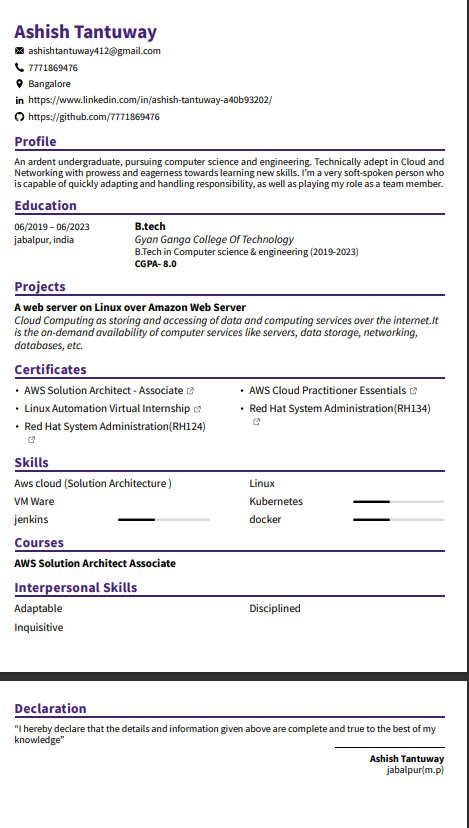 Ashish Tantuway
ashishtantuway412@gmail.com
7771869476
Bangalore
https://www.linkedin.com/in/ashish-tantuway-a40b93202/
https://github.com/7771869476
Profile
An ardent undergraduate, pursuing computer science and engineering. Technically adept in Cloud and
Networking with prowess and eagerness towards learning new skills. I'm a very soft-spoken person who
is capable of quickly adapting and handling responsibility, as well as playing my role as a team member.
Education
06/2019 – 06/2023
jabalpur, india
B.tech
Gyan Ganga College Of Technology
B.Tech in Computer science & engineering (2019-2023)
CGPA- 8.0
Projects
A web server on Linux over Amazon Web Server
Cloud Computing as storing and accessing of data and computing services over the internet.It
is the on-demand availability of computer services like servers, data storage, networking,
databases, etc.
Certificates
• AWS Solution Architect - Associate
• AWS Cloud Practitioner Essentials
• Linux Automation Virtual Internship
• Red Hat System Administration(RH134)
• Red Hat System Administration(RH124)
Skills
Aws cloud (Solution Architecture )
Linux
VM Ware
Kubernetes
jenkins
docker
Courses
AWS Solution Architect Associate
Interpersonal Skills
Adaptable
Disciplined
Inquisitive
Declaration
“I hereby declare that the details and information given above are complete and true to the best of my
knowledge”
Ashish Tantuway
jabalpur(m.p)